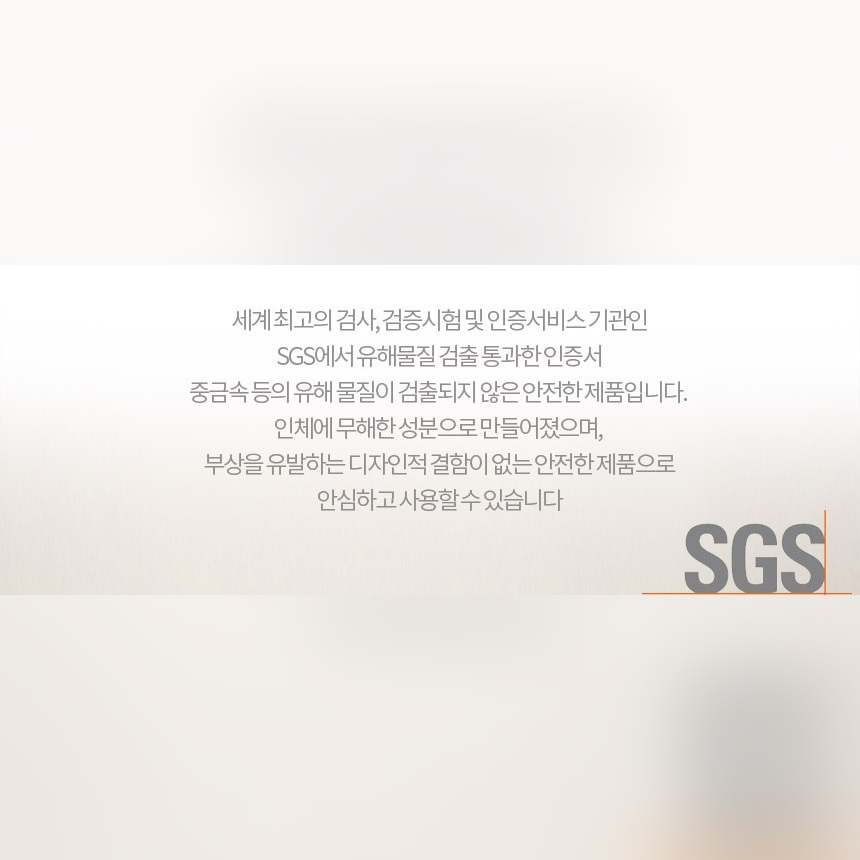 세계 최고의 검사, 검증시험 및 인증서비스 기관인
SGS에서 유해물질 검출 통과한 인증서
중금속 등의 유해 물질이 검출되지 않은 안전한 제품입니다.
인체에 무해한 성분으로 만들어졌으며,
부상을 유발하는 디자인적 결함이 없는 안전한 제품으로
안심하고 사용할 수 있습니다
SGS